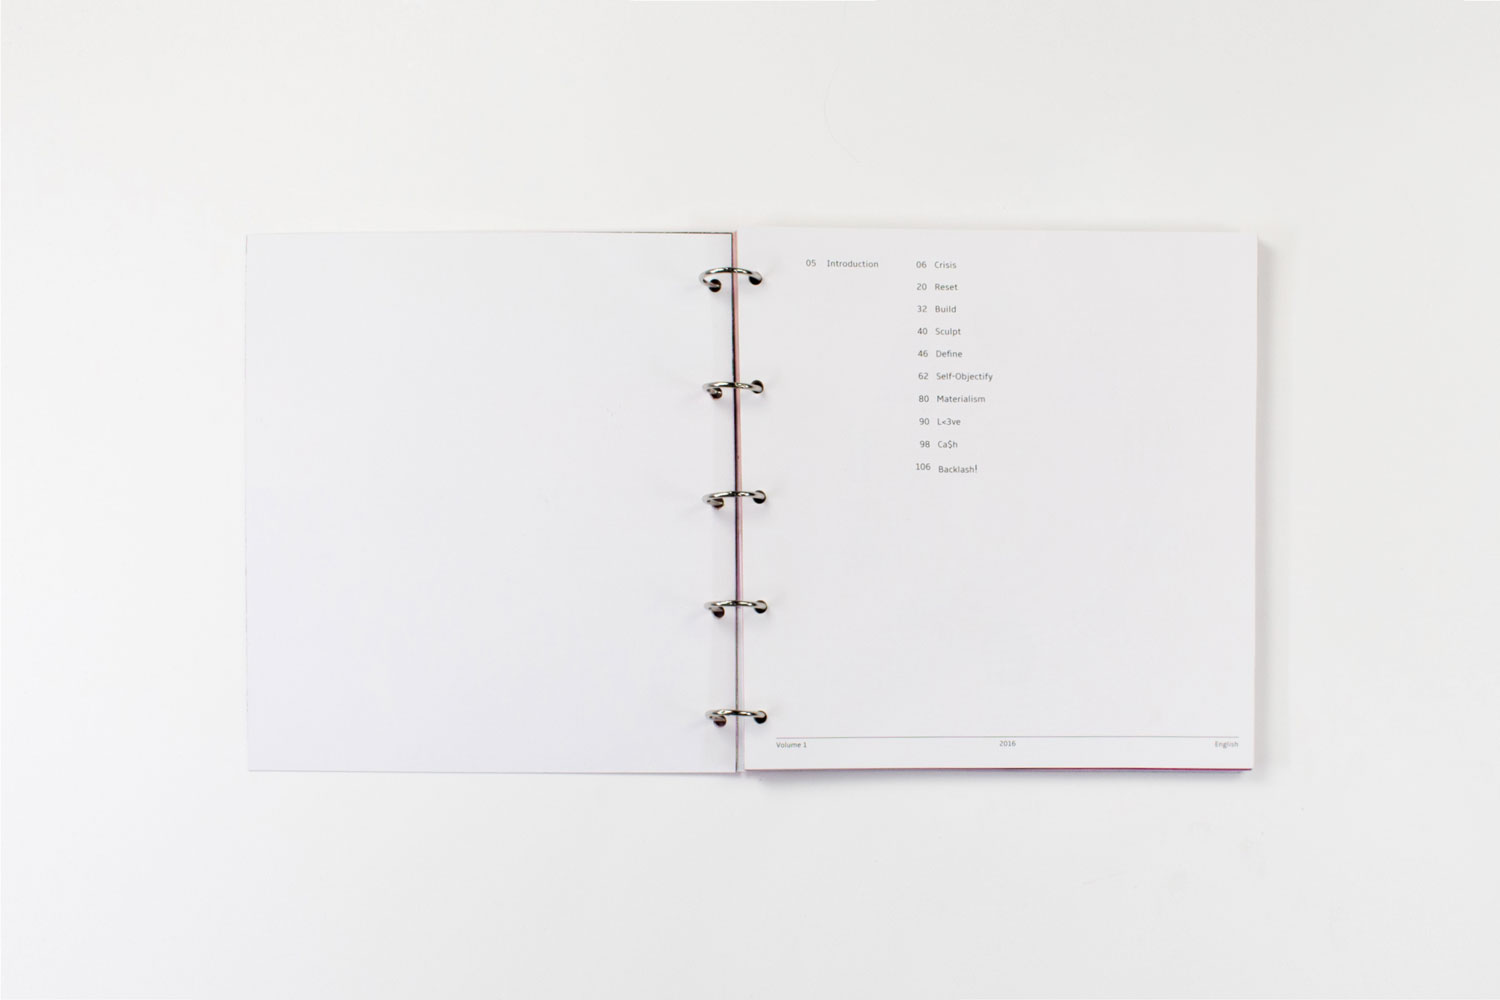 05 Introduction
06 Crisis
20 Reset
32 Build
40 Sculpt
46 Define
62 Self-Objectify
80 Materialism
90 L<3ve
98 Ca$h
106 Backlash!
Volume 1 2016 English